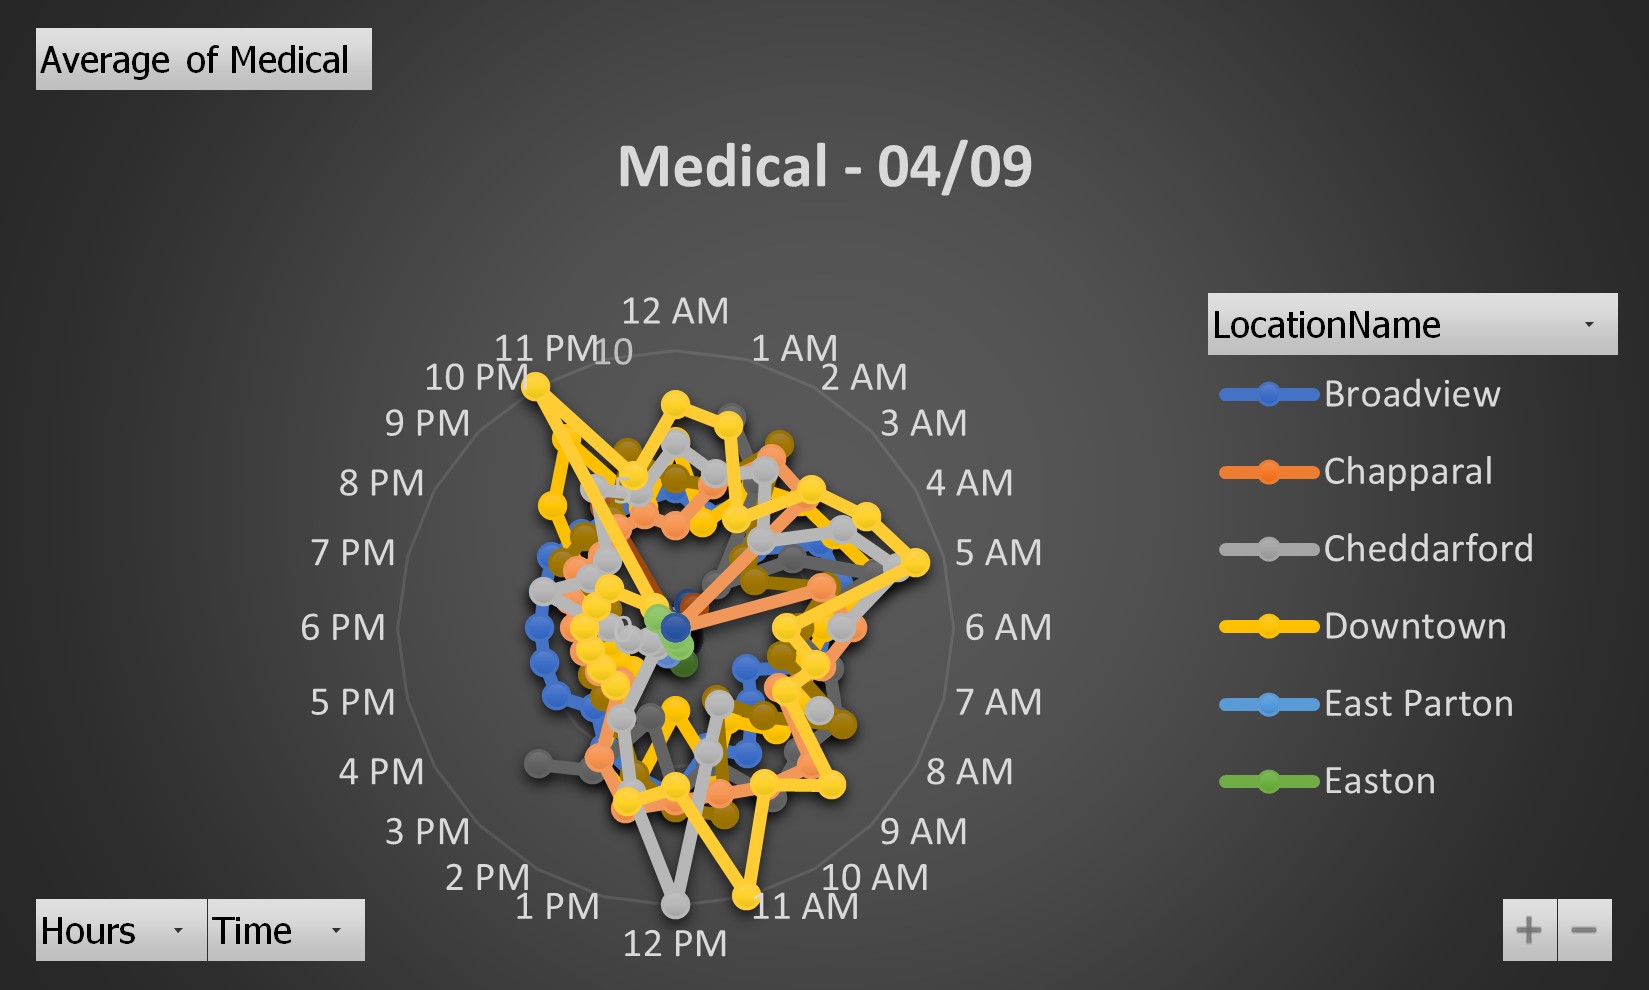 Average of Medical
Medical - 04/09
12 AM
11 PM
10
1 AM
10 PM
2 AM
9 PM
3 AM
8 PM
4 AM
7 PM
5 AM
6 PM
0
6 AM
5 PM
7 AM
4 PM
8 AM
3 PM
9 AM
2 PM
10 AM
1 PM
11 AM
12 PM
LocationName
Broadview
Chapparal
Cheddarford
Downtown
East Parton
Easton
Hours
Time
+
−